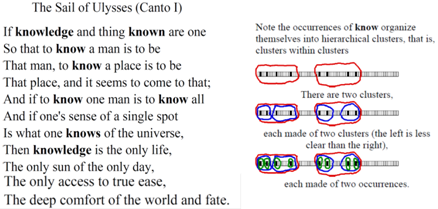 The Sail of Ulysses (Canto I)
If knowledge and thing known are one
So that to know a man is to be
That man, to know a place is to be
That place, and it seems to come to that;
And if to know one man is to know all
And if one's sense of a single spot
Is what one knows of the universe,
Then knowledge is the only life,
The only sun of the only day,
The only access to true ease,
The deep comfort of the world and fate.
Note the occurrences of know organize
themselves into hierarchical clusters, that is,
clusters within clusters
There are two clusters,
each made of two clusters (the left is less
clear than the right),
each made of two occurrences.